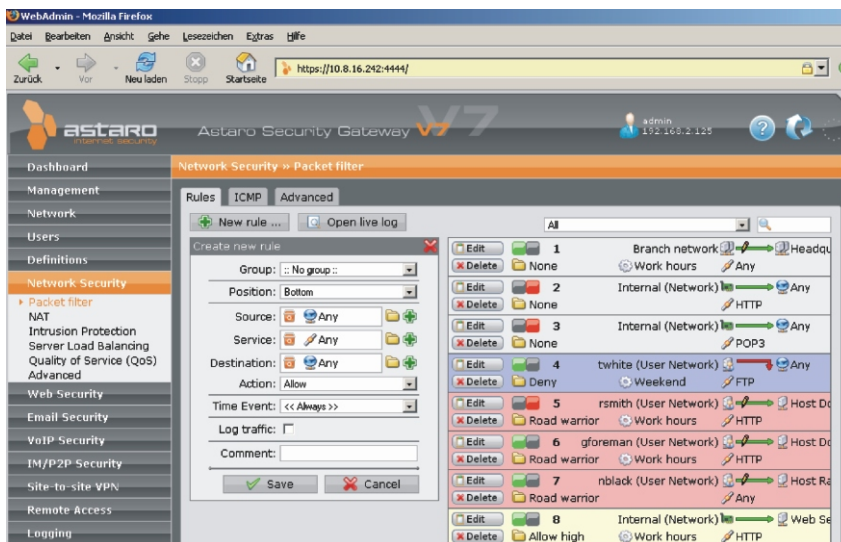 WebAdmin - Mozilla Firefox
Datei Bearbeiten Ansicht Gehe Lesezeichen Extras Hilfe
Zurück Vor Neu laden Stopp Startseite https://10.8.16.242:4444/
astaro
internet security
Astaro Security Gateway V7
admin
192.168.2.125
Dashboard
Management
Network
Users
Definitions
Network Security
Packet filter
NAT
Intrusion Protection
Server Load Balancing
Quality of Service (QoS)
Advanced
Web Security
Email Security
VoIP Security
IM/P2P Security
Site-to-site VPN
Remote Access
Logging
Network Security » Packet filter
Rules ICMP Advanced
New rule ... Open live log
Create new rule
Group: :: No group ::
Position: Bottom
Source: Any
Service: Any
Destination: Any
Action: Allow
Time Event: << Always >>
Log traffic:
Comment:
Save Cancel
All
Edit 1 Branch network Headqu
Delete None Work hours Any
Edit 2 Internal (Network) Any
Delete None HTTP
Edit 3 Internal (Network) Any
Delete None POP3
Edit 4 twhite (User Network) Any
Delete Deny Weekend FTP
Edit 5 rsmith (User Network) Host Do
Delete Road warrior Work hours HTTP
Edit 6 gforeman (User Network) Host Do
Delete Road warrior Work hours HTTP
Edit 7 nblack (User Network) Host Ra
Delete Road warrior Any
Edit 8 Internal (Network) Web Se
Delete Allow high Work hours HTTP